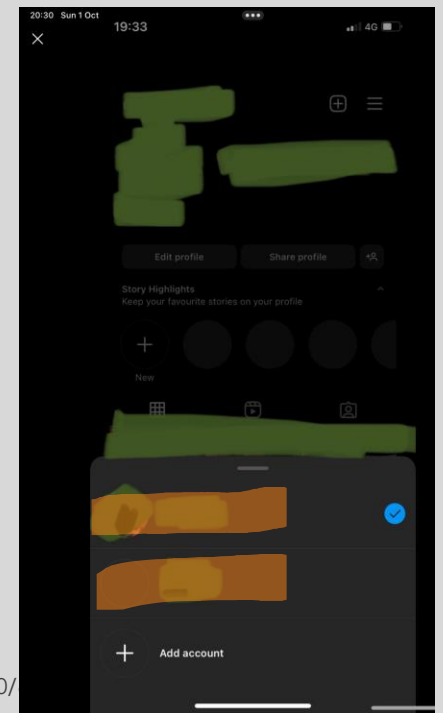 20:30 Sun 1 Oct
19:33
4G
Edit profile
Share profile
Story Highlights
Keep your favourite stories on your profile
New
Add account
0/